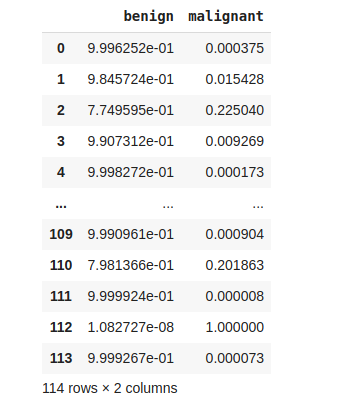 benign malignant
0 9.996252e-01 0.000375
1 9.845724e-01 0.015428
2 7.749595e-01 0.225040
3 9.907312e-01 0.009269
4 9.998272e-01 0.000173
... ... ...
109 9.990961e-01 0.000904
110 7.981366e-01 0.201863
111 9.999924e-01 0.000008
112 1.082727e-08 1.000000
113 9.999267e-01 0.000073
114 rows × 2 columns